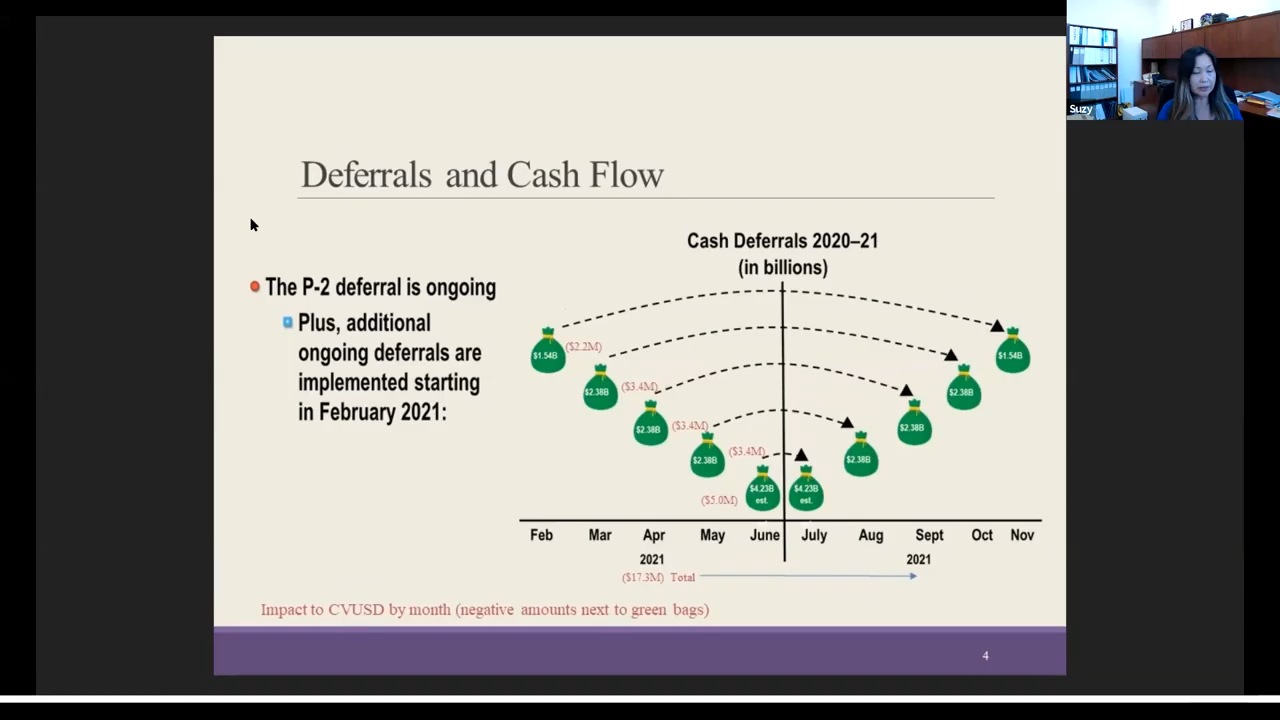 Suzy
Deferrals and Cash Flow
The P-2 deferral is ongoing
Plus, additional
ongoing deferrals are
implemented starting
in February 2021:
Cash Deferrals 2020–21
(in billions)
$1.54B
($2.2M)
$1.54B
$2.38B
($3.4M)
$2.38B
$2.38B
($3.4M)
$2.38B
$2.38B
($3.4M)
$2.38B
($5.0M)
$4.23B
est.
$4.23B
est.
Feb Mar Apr May June July Aug Sept Oct Nov
2021 2021
($17.3M) Total
Impact to CVUSD by month (negative amounts next to green bags)
4